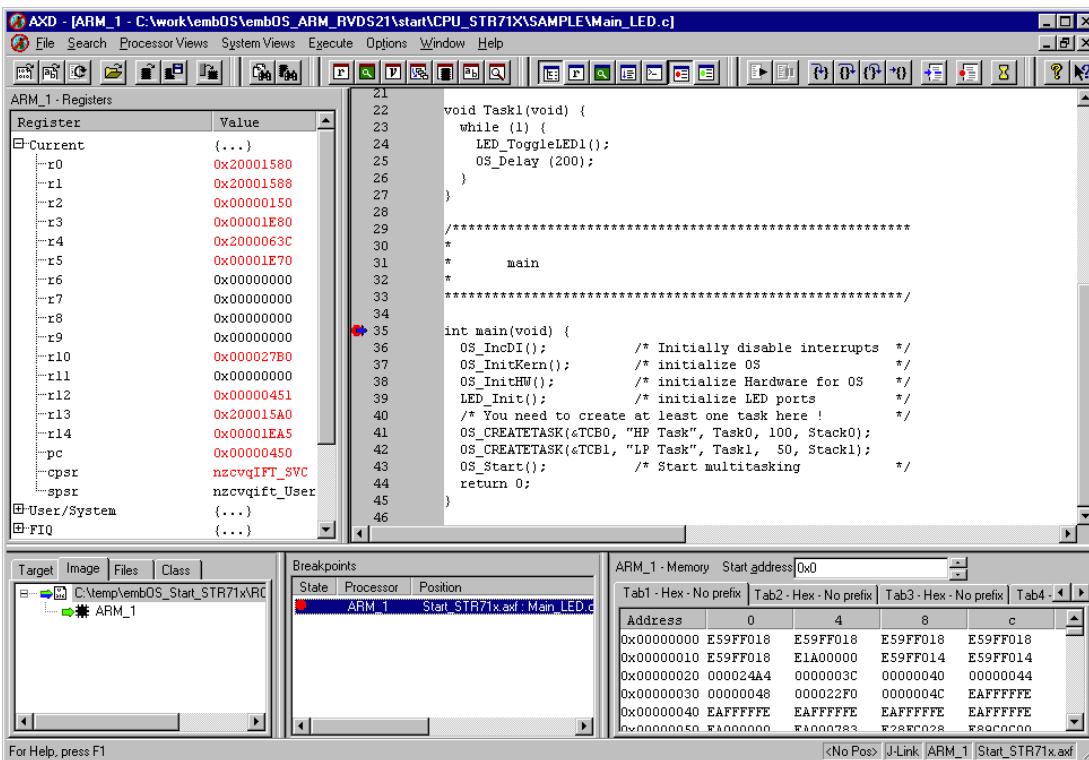 AXD - [ARM_1 - C:\work\embOS\embOS_ARM_RVDS21\start\CPU_STR71X\SAMPLE\Main_LED.c]
File Search Processor Views System Views Execute Options Window Help
ARM_1 - Registers
Register Value
Current {...}
r0 0x20001580
r1 0x20001588
r2 0x00000150
r3 0x00001E80
r4 0x2000063C
r5 0x00001E70
r6 0x00000000
r7 0x00000000
r8 0x00000000
r9 0x00000000
r10 0x000027B0
r11 0x00000000
r12 0x00000451
r13 0x200015A0
r14 0x00001EA5
pc 0x00000450
cpsr nzcvqIFT_SVC
spsr nzcvqift_User
User/System {...}
FIQ {...}
21
22 void Task1(void) {
23 while (1) {
24 LED_ToggleLED1();
25 OS_Delay (200);
26 }
27 }
28
29 /**********************************************************
30 *
31 * main
32 *
33 **********************************************************/
34
35 int main(void) {
36 OS_IncDI(); /* Initially disable interrupts */
37 OS_InitKern(); /* initialize OS */
38 OS_InitHW(); /* initialize Hardware for OS */
39 LED_Init(); /* initialize LED ports */
40 /* You need to create at least one task here ! */
41 OS_CREATETASK(&TCB0, "HP Task", Task0, 100, Stack0);
42 OS_CREATETASK(&TCB1, "LP Task", Task1, 50, Stack1);
43 OS_Start(); /* Start multitasking */
44 return 0;
45 }
46
Target Image Files Class
C:\temp\embOS_Start_STR71x\RC
ARM_1
Breakpoints
State Processor Position
ARM_1 Start_STR71x.axf : Main_LED.c
ARM_1 - Memory Start address 0x0
Tab1 - Hex - No prefix Tab2 - Hex - No prefix Tab3 - Hex - No prefix Tab4 -
Address 0 4 8 c
0x00000000 E59FF018 E59FF018 E59FF018 E59FF018
0x00000010 E59FF018 E1A00000 E59FF014 E59FF014
0x00000020 000024A4 0000003C 00000040 00000044
0x00000030 00000048 000022F0 0000004C EAFFFFFE
0x00000040 EAFFFFFE EAFFFFFE EAFFFFFE EAFFFFFE
0x00000050 EA000000 EA000783 E28FC028 E89C0C00
For Help, press F1
<No Pos> J-Link ARM_1 Start_STR71x.axf